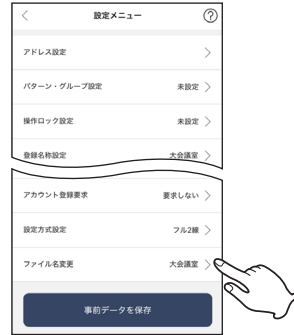 設定メニュー ?
アドレス設定
パターン・グループ設定 未設定
操作ロック設定 未設定
登録名称設定 大会議室
アカウント登録要求 要求しない
設定方式設定 フル2線
ファイル名変更 大会議室
事前データを保存